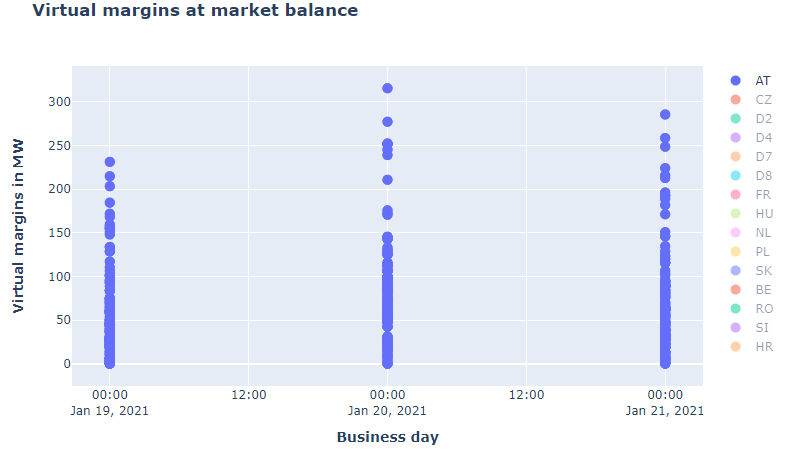 Virtual margins at market balance
Virtual margins in MW
300
250
200
150
100
50
0
00:00 12:00 00:00 12:00 00:00
Jan 19, 2021 Jan 20, 2021 Jan 21, 2021
Business day
AT
CZ
D2
D4
D7
D8
FR
HU
NL
PL
SK
BE
RO
SI
HR